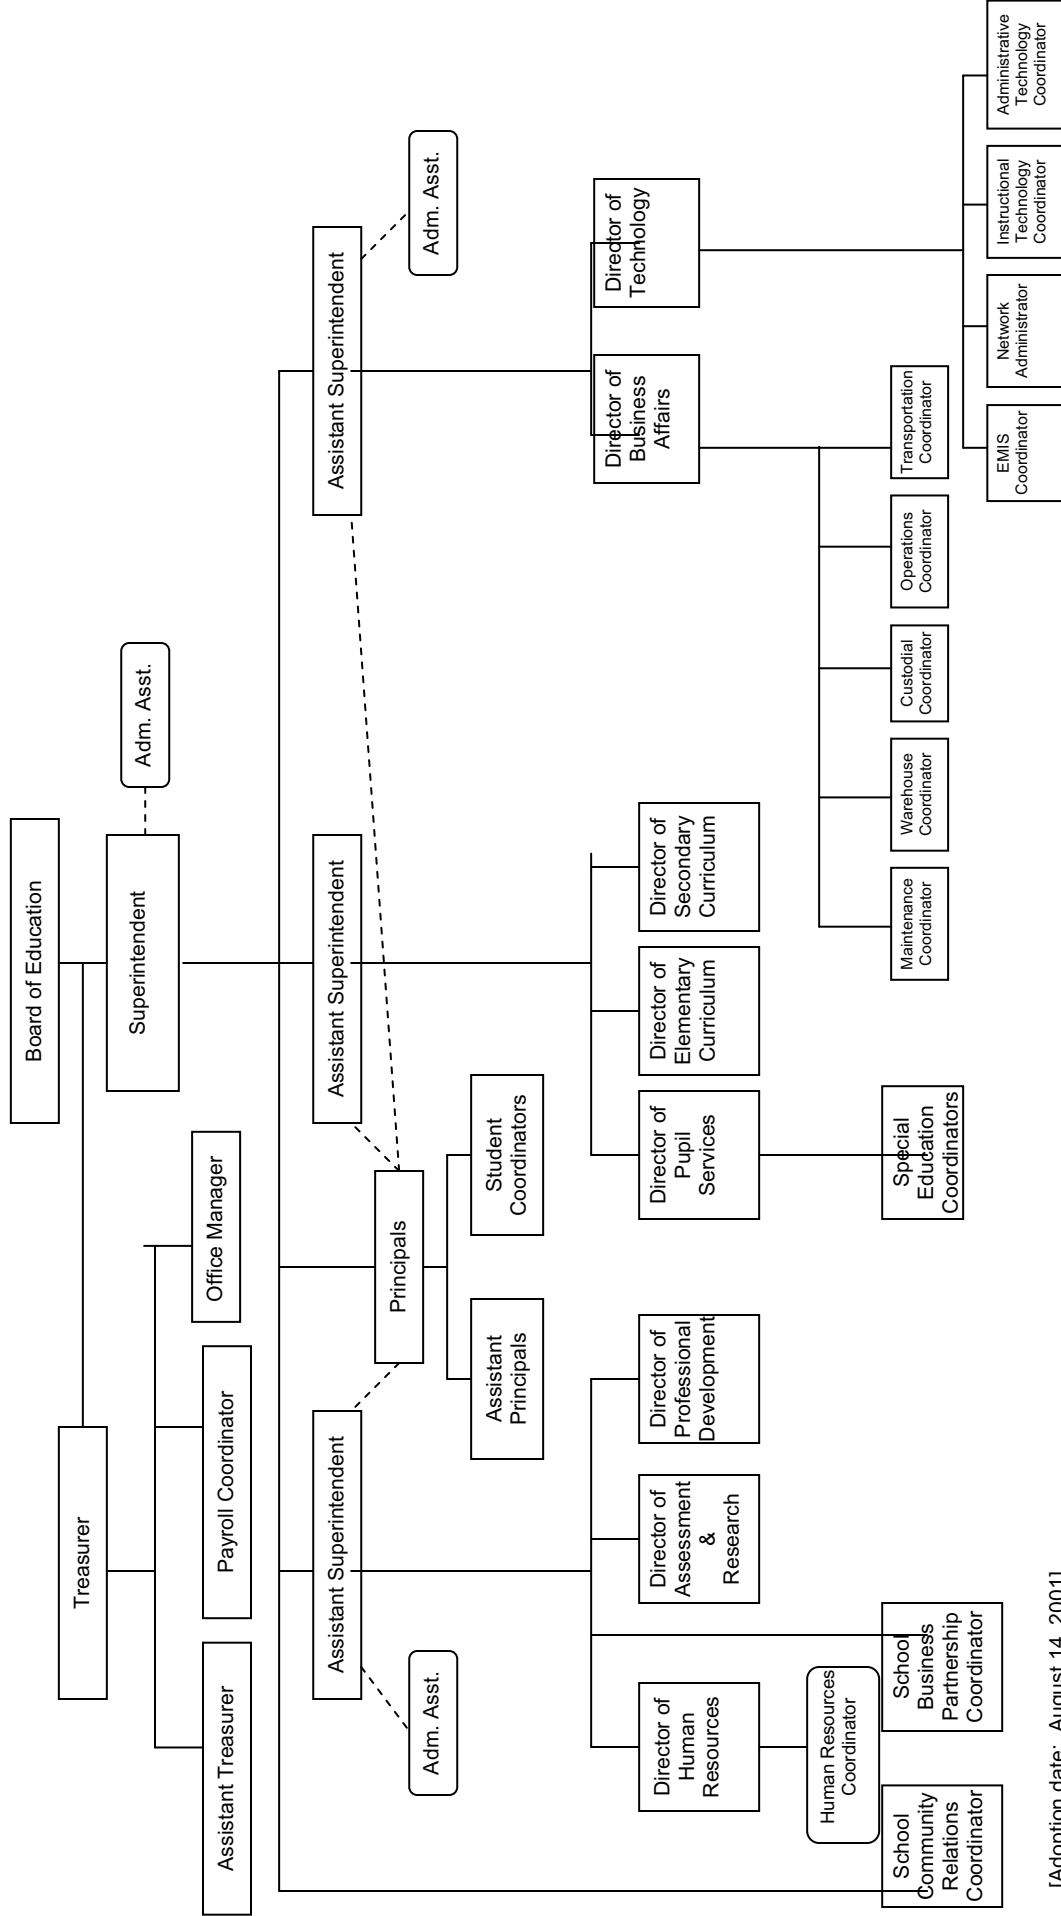 Board of Education
Treasurer
Superintendent
Adm. Asst.
Assistant Treasurer
Payroll Coordinator
Office Manager
Assistant Superintendent
Assistant Superintendent
Assistant Superintendent
Adm. Asst.
Principals
Adm. Asst.
Assistant
Principals
Student
Coordinators
Director of
Human
Resources
Director of
Assessment
&
Research
Director of
Professional
Development
Director of
Pupil
Services
Director of
Elementary
Curriculum
Director of
Secondary
Curriculum
Director of
Business
Affairs
Director of
Technology
Human Resources
Coordinator
School
Community
Relations
Coordinator
School
Business
Partnership
Coordinator
Special
Education
Coordinators
Maintenance
Coordinator
Warehouse
Coordinator
Custodial
Coordinator
Operations
Coordinator
Transportation
Coordinator
EMIS
Coordinator
Network
Administrator
Instructional
Technology
Coordinator
Administrative
Technology
Coordinator
[Adoption date: August 14, 2001]